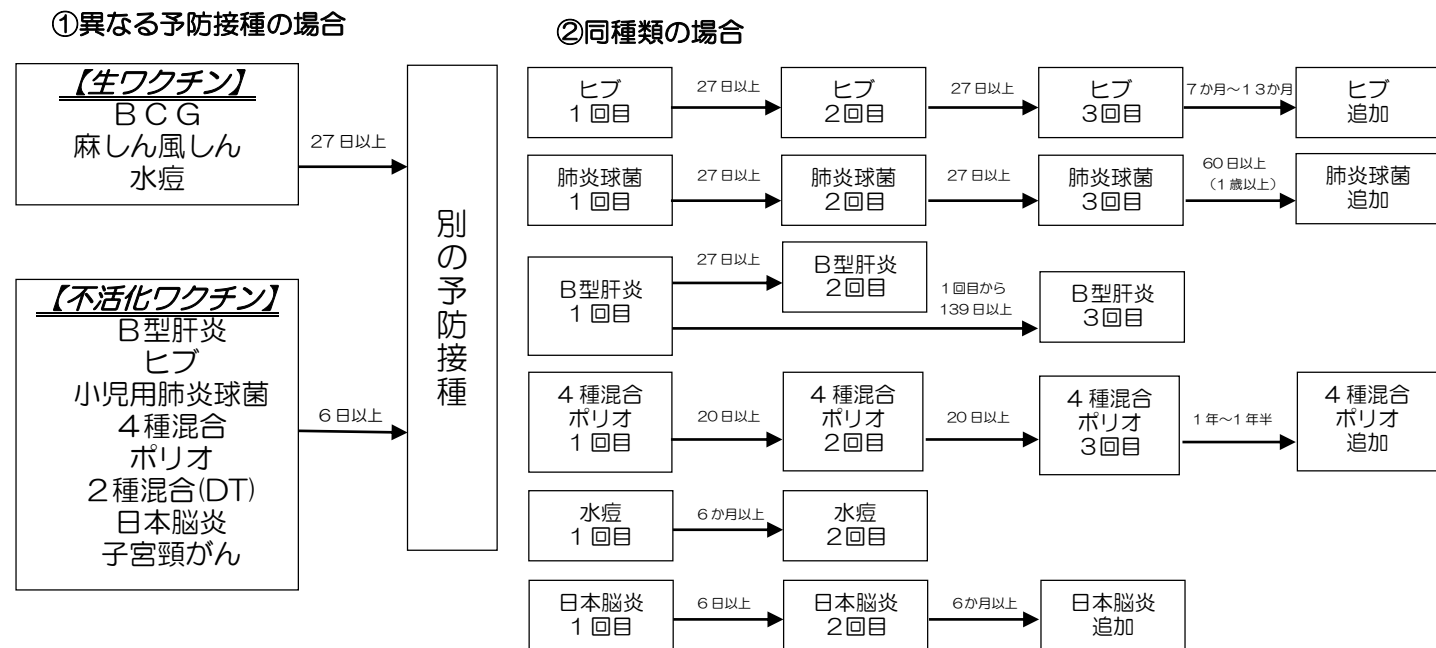 ①異なる予防接種の場合
【生ワクチン】
ＢＣＧ
麻しん風しん
水痘
27日以上
【不活化ワクチン】
Ｂ型肝炎
ヒブ
小児用肺炎球菌
４種混合
ポリオ
２種混合(DT)
日本脳炎
子宮頸がん
6日以上
別の予防接種
②同種類の場合
ヒブ
１回目
27日以上
ヒブ
２回目
27日以上
ヒブ
３回目
７か月～１３か月
ヒブ
追加
肺炎球菌
１回目
27日以上
肺炎球菌
２回目
27日以上
肺炎球菌
３回目
60日以上
（１歳以上）
肺炎球菌
追加
Ｂ型肝炎
１回目
27日以上
Ｂ型肝炎
２回目
１回目から
139日以上
Ｂ型肝炎
３回目
４種混合
ポリオ
１回目
20日以上
４種混合
ポリオ
２回目
20日以上
４種混合
ポリオ
３回目
１年～１年半
４種混合
ポリオ
追加
水痘
１回目
６か月以上
水痘
２回目
日本脳炎
１回目
６日以上
日本脳炎
２回目
６か月以上
日本脳炎
追加